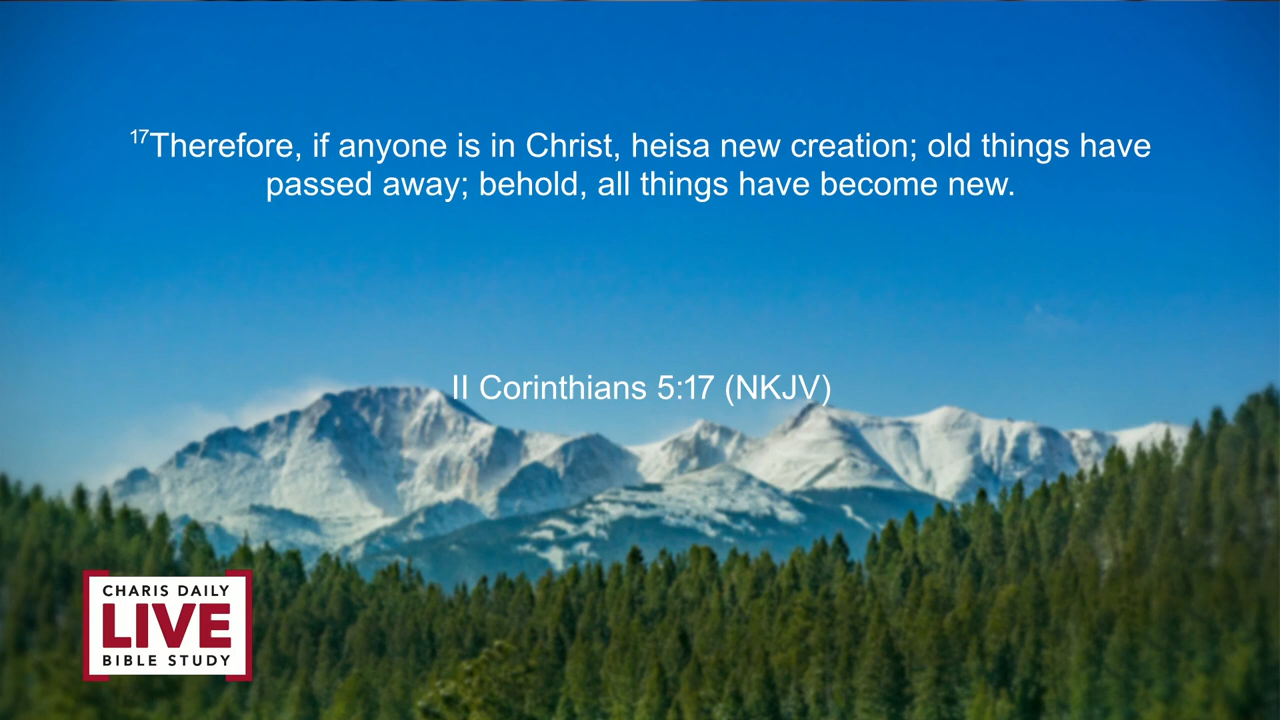 17Therefore, if anyone is in Christ, heisa new creation; old things have
passed away; behold, all things have become new.
II Corinthians 5:17 (NKJV)
CHARIS DAILY
LIVE
BIBLE STUDY